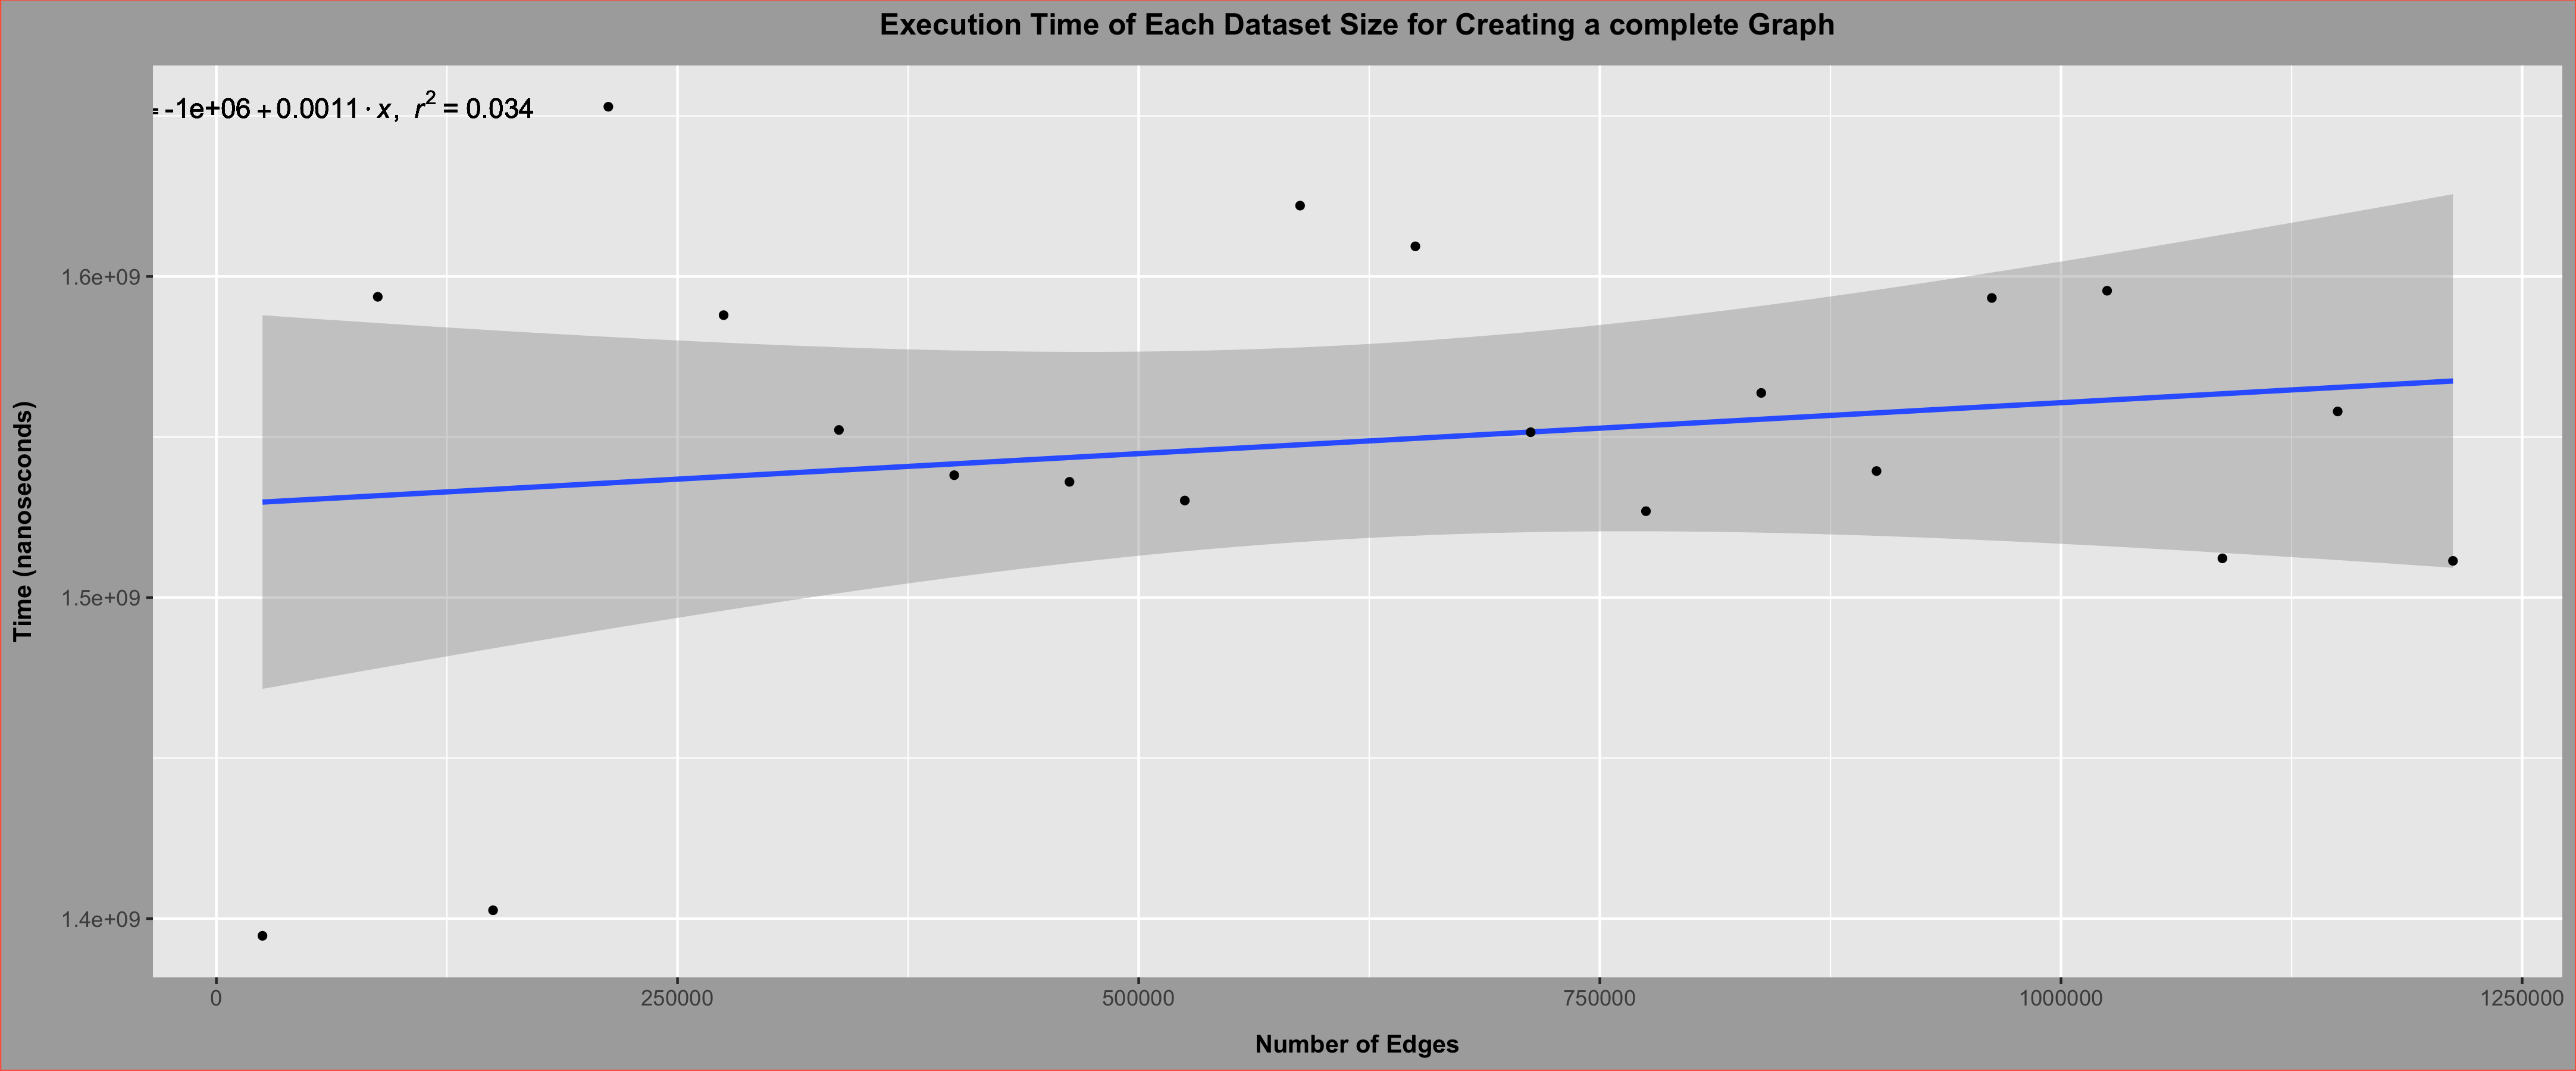 Execution Time of Each Dataset Size for Creating a complete Graph
= -1e+06 + 0.0011 · x, r² = 0.034
Time (nanoseconds)
1.6e+09
1.5e+09
1.4e+09
0 250000 500000 750000 1000000 1250000
Number of Edges